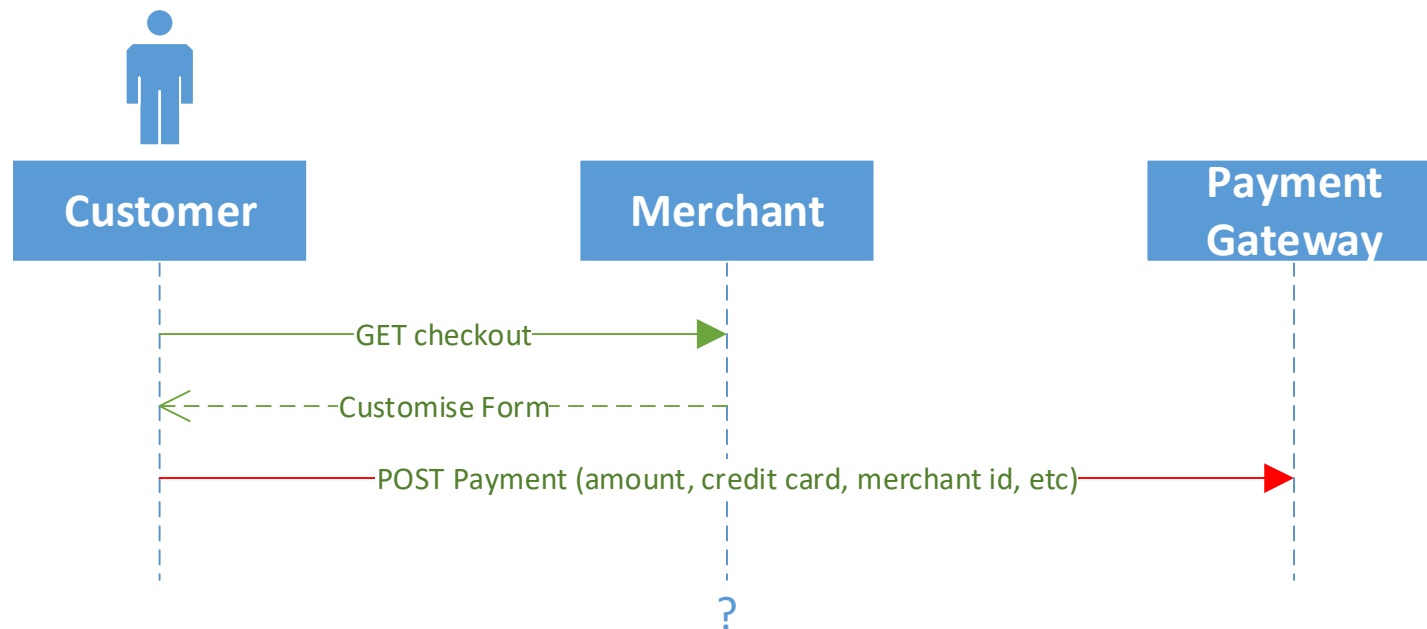 Customer
Merchant
Payment
Gateway
GET checkout
Customise Form
POST Payment (amount, credit card, merchant id, etc)
?